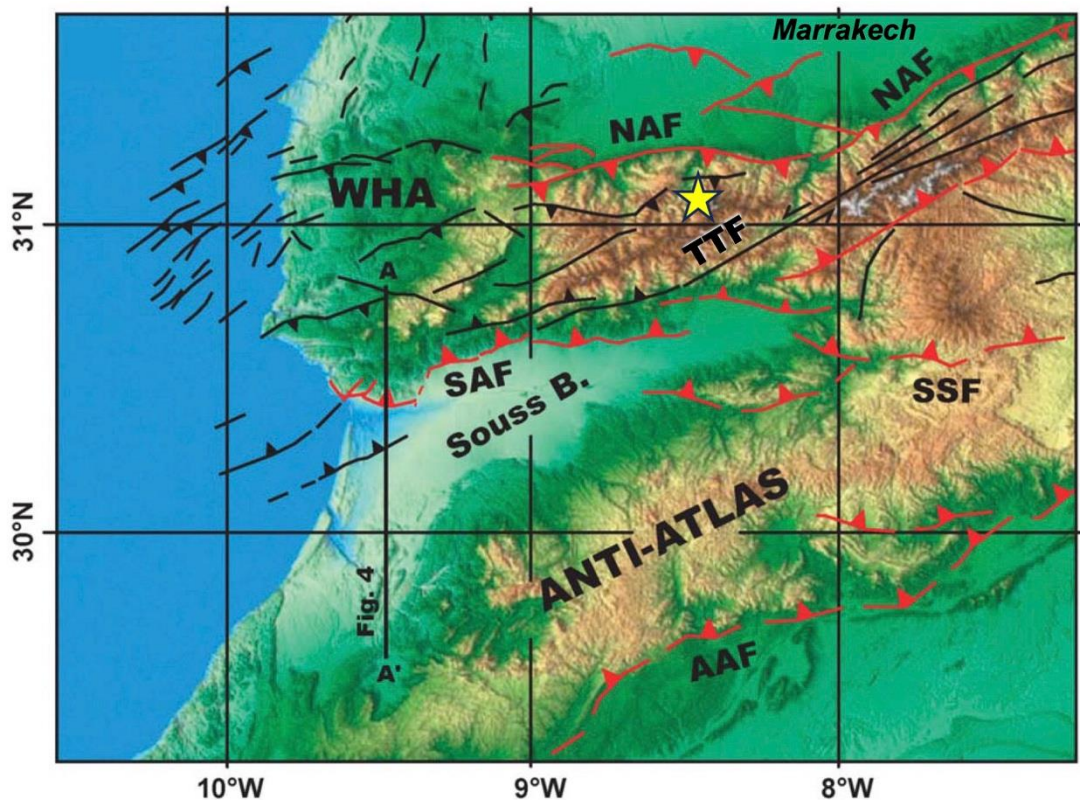 Marrakech
NAF
NAF
31°N
WHA
TTF
A
SAF
SSF
Souss B.
30°N
ANTI-ATLAS
Fig. 4
AAF
A'
10°W
9°W
8°W